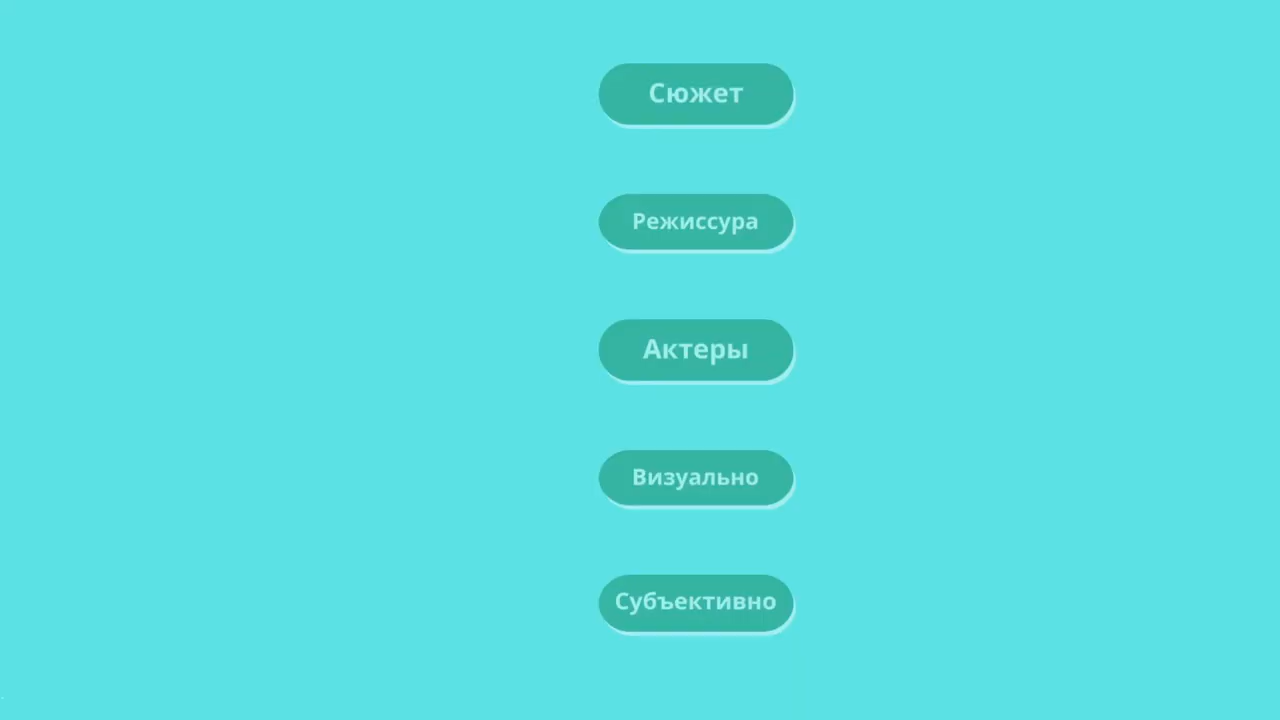 Сюжет
Режиссура
Актеры
Визуально
Субъективно